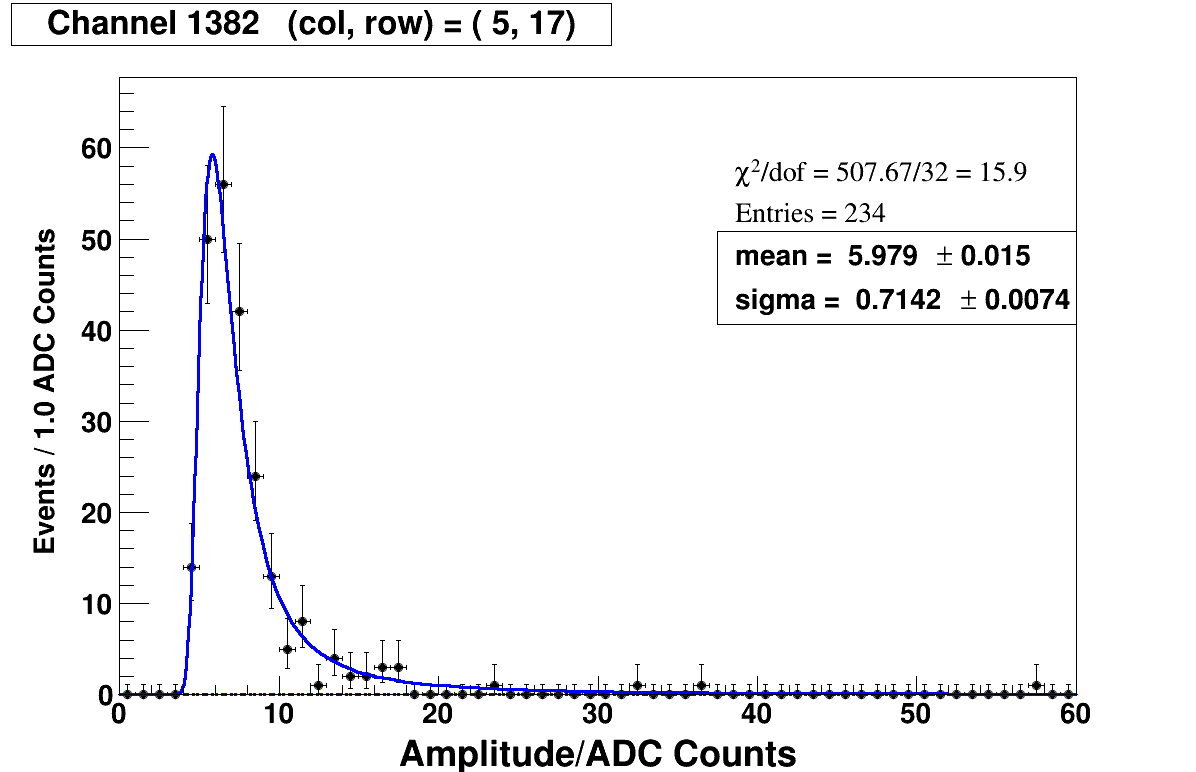 Channel 1382 (col, row) = ( 5, 17)
χ²/dof = 507.67/32 = 15.9
Entries = 234
mean = 5.979 ± 0.015
sigma = 0.7142 ± 0.0074
Events / 1.0 ADC Counts
60
50
40
30
20
10
0
0 10 20 30 40 50 60
Amplitude/ADC Counts